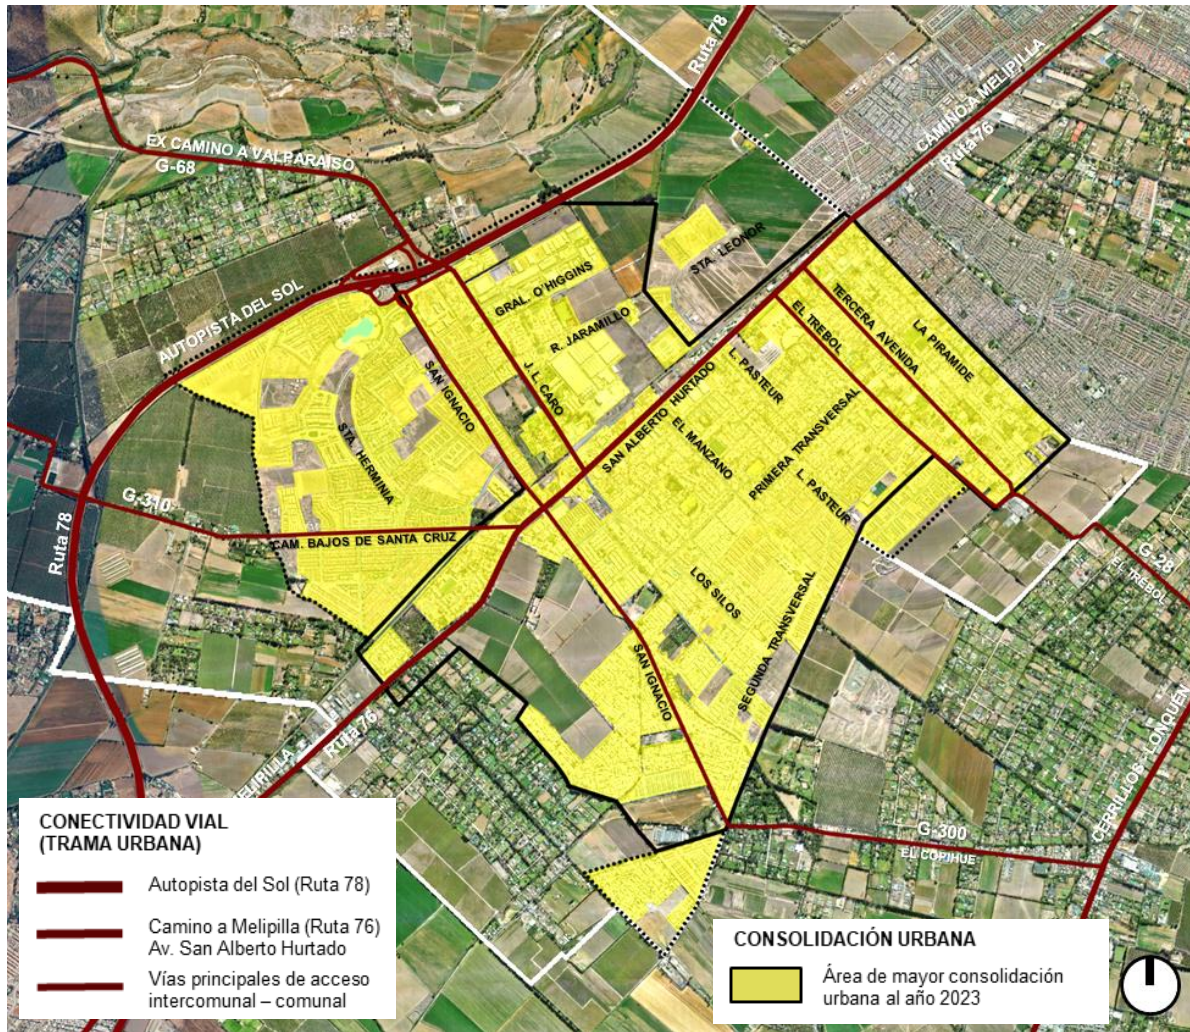 Ruta 78
CAMINO A MELIPILLA
Ruta-76
EX CAMINO A VALPARAISO
G-68
STA. LEONOR
GRAL. O'HIGGINS
AUTOPISTA DEL SOL
R. JARAMILLO
EL TREBOL
TERCERA AVENIDA
LA PIRAMIDE
J. L. CARO
SAN IGNACIO
L. PASTEUR
SAN ALBERTO HURTADO
STA. HERMINIA
EL MANZANO
PRIMERA TRANSVERSAL
L. PASTEUR
G-310
CAM. BAJOS DE SANTA CRUZ
Ruta 78
G-28
EL TREBOL
LOS SILOS
SEGUNDA TRANSVERSAL
SAN IGNACIO
Ruta 76
CERRILLOS LONQUÉN
G-300
EL COPIHUE
CONECTIVIDAD VIAL
(TRAMA URBANA)
Autopista del Sol (Ruta 78)
Camino a Melipilla (Ruta 76)
Av. San Alberto Hurtado
Vías principales de acceso
intercomunal – comunal
CONSOLIDACIÓN URBANA
Área de mayor consolidación
urbana al año 2023